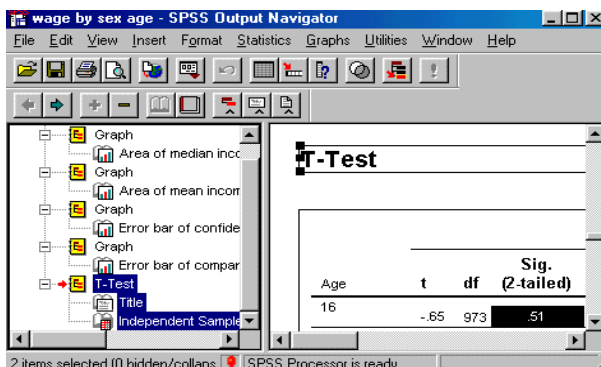 wage by sex age - SPSS Output Navigator
File Edit View Insert Format Statistics Graphs Utilities Window Help
Graph
Area of median inco
Graph
Area of mean incom
Graph
Error bar of confide
Graph
Error bar of compar
T-Test
Title
Independent Sample
T-Test
Sig.
Age t df (2-tailed)
16 -.65 973 .51
2 items selected (0 hidden/collaps SPSS Processor is ready